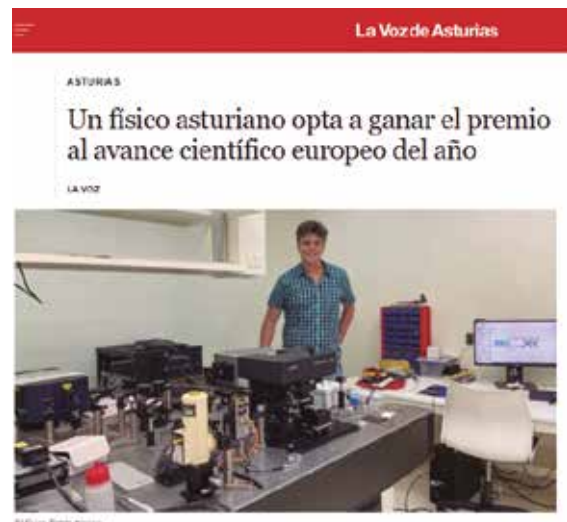 La Voz de Asturias
ASTURIAS
Un físico asturiano opta a ganar el premio
al avance científico europeo del año
LA VOZ